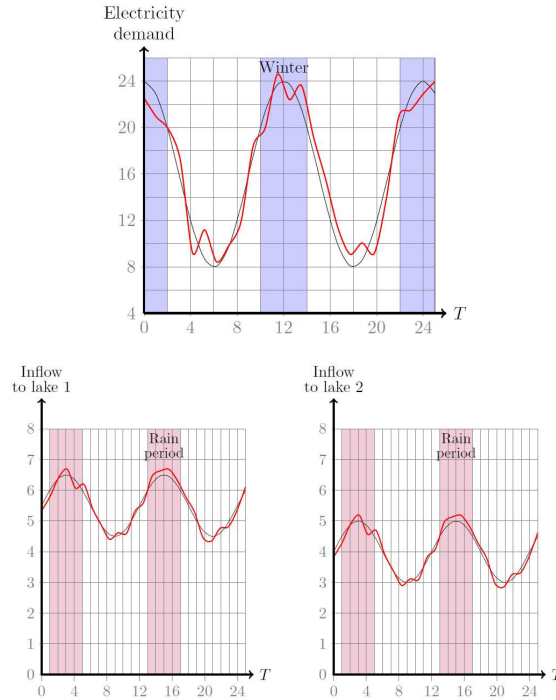 Electricity
demand
Winter
24
20
16
12
8
4
0 4 8 12 16 20 24
T
Inflow
to lake 1
8
7
6
5
4
3
2
1
0
Rain
period
0 4 8 12 16 20 24
T
Inflow
to lake 2
8
7
6
5
4
3
2
1
0
Rain
period
0 4 8 12 16 20 24
T